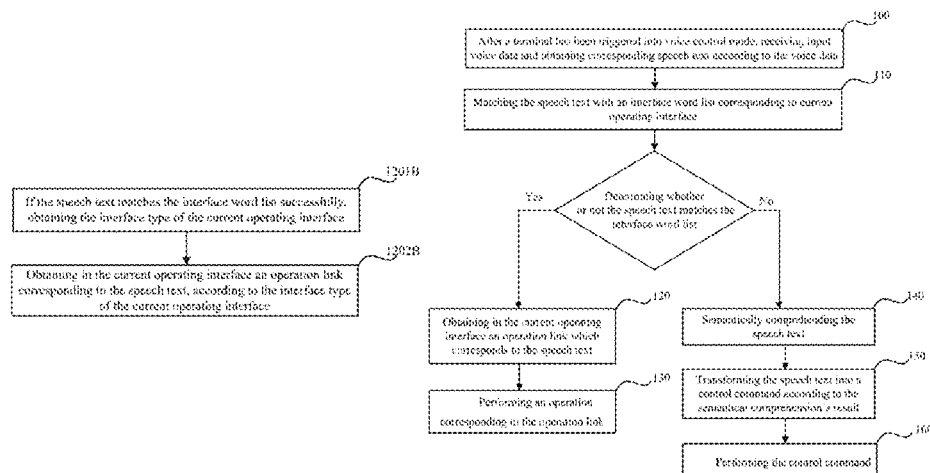 1201B
If the speech text matches the interface word list successfully,
obtaining the interface type of the current operating interface
1202B
Obtaining in the current operating interface an operation link
corresponding to the speech text, according to the interface type
of the current operating interface
100
After a terminal has been triggered into voice control mode, receiving input
voice data and obtaining corresponding speech text according to the voice data
110
Matching the speech text with an interface word list corresponding to current
operating interface
Yes
Determining whether
or not the speech text matches the
interface word list
No
120
Obtaining in the current operating
interface an operation link which
corresponds to the speech text
130
Performing an operation
corresponding to the operation link
140
Semantically comprehending the
speech text
150
Transforming the speech text into a
control command according to the
semantical comprehension's result
160
Performing the control command